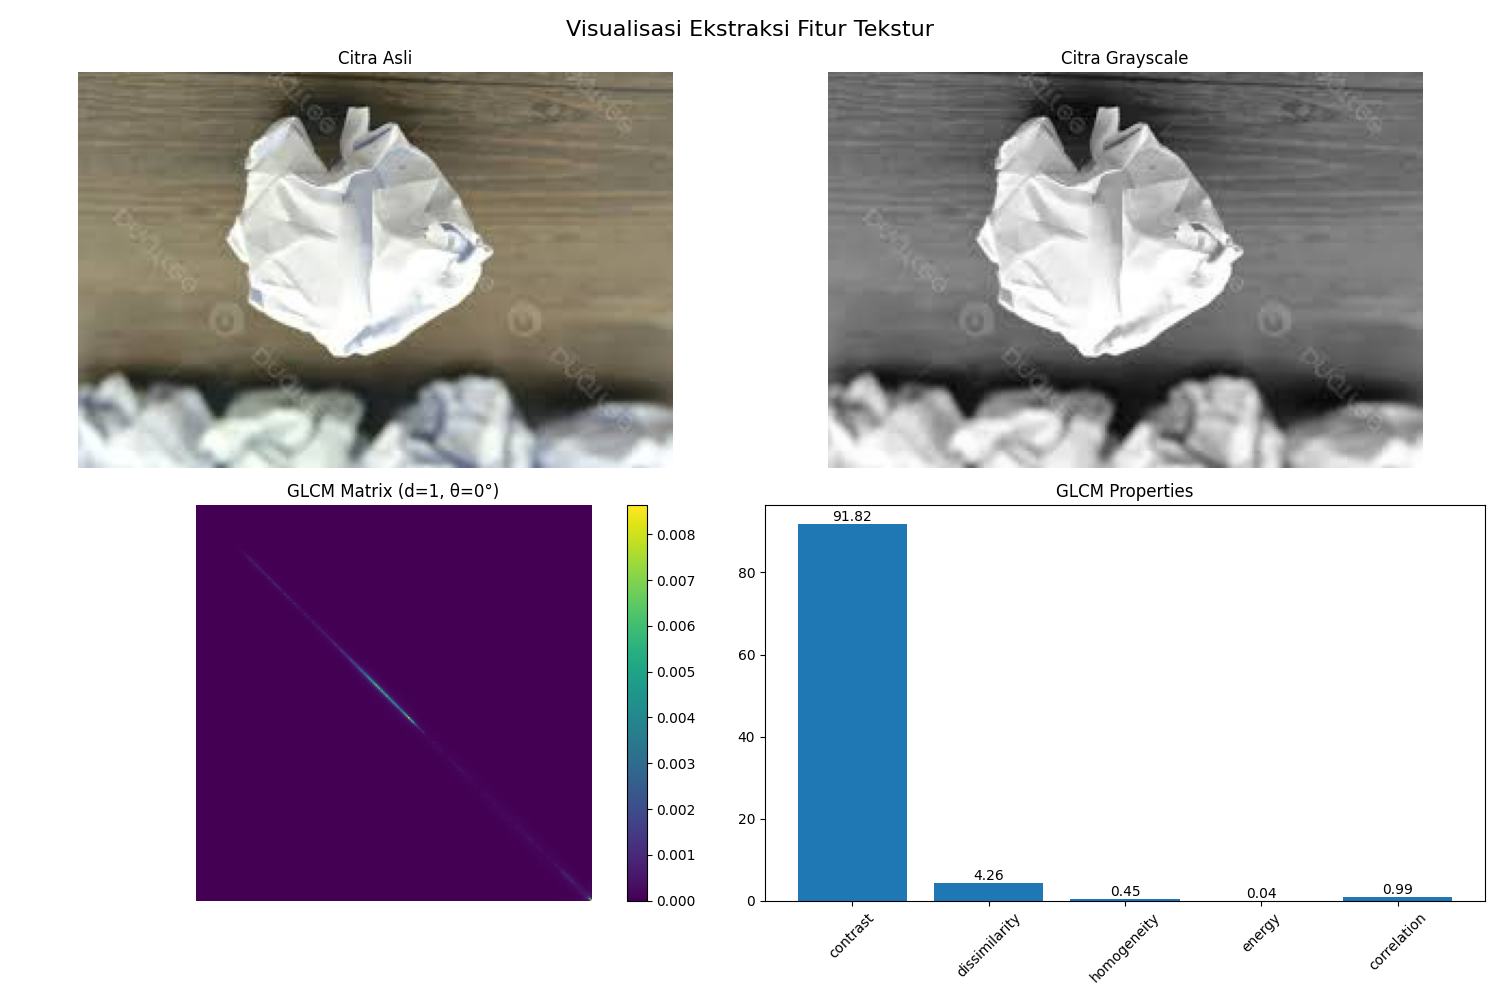 Visualisasi Ekstraksi Fitur Tekstur
Citra Asli
Citra Grayscale
GLCM Matrix (d=1, θ=0°)
0.008
0.007
0.006
0.005
0.004
0.003
0.002
0.001
0.000
GLCM Properties
80
60
40
20
0
91.82
4.26
0.45
0.04
0.99
contrast
dissimilarity
homogeneity
energy
correlation